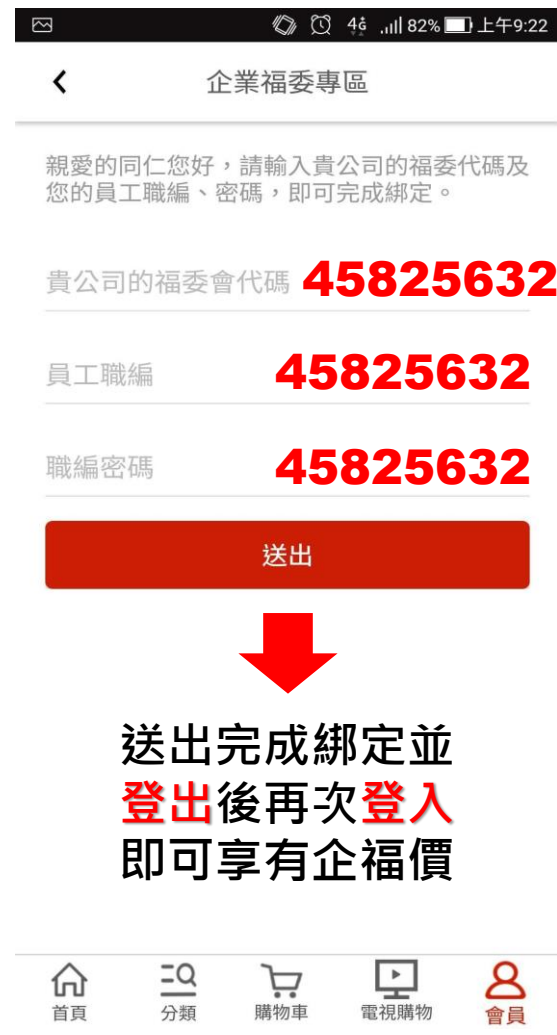 4G 82% 上午9:22
企業福委專區
親愛的同仁您好，請輸入貴公司的福委代碼及
您的員工職編、密碼，即可完成綁定。
貴公司的福委會代碼 45825632
員工職編 45825632
職編密碼 45825632
送出
送出完成綁定並
登出後再次登入
即可享有企福價
首頁 分類 購物車 電視購物 會員